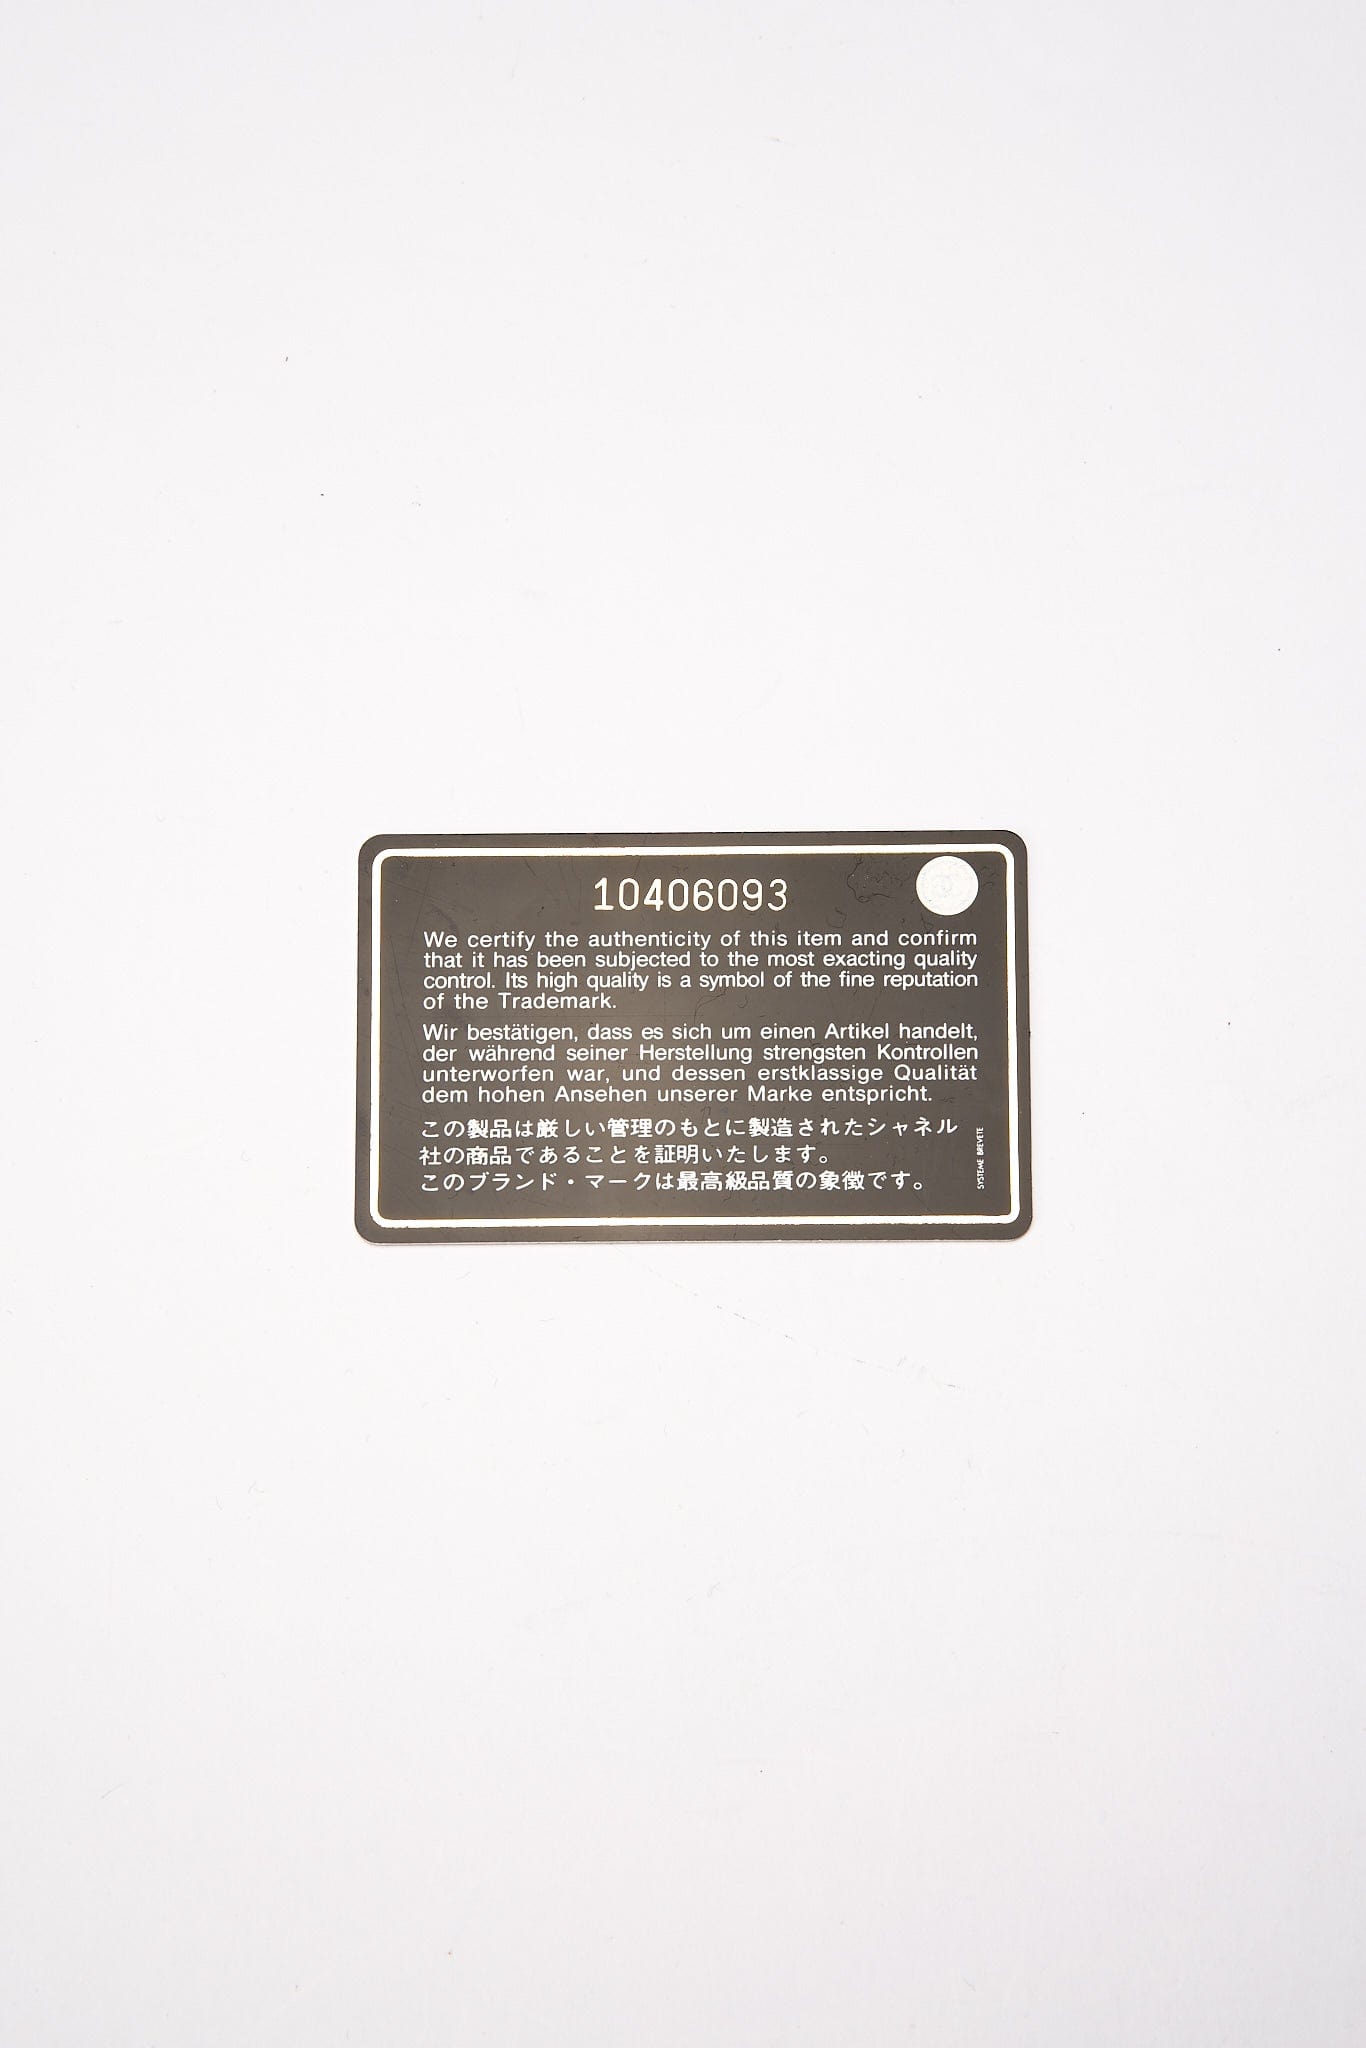 10406093
We certify the authenticity of this item and confirm
that it has been subjected to the most exacting quality
control. Its high quality is a symbol of the fine reputation
of the Trademark.
Wir bestätigen, dass es sich um einen Artikel handelt,
der während seiner Herstellung strengsten Kontrollen
unterworfen war, und dessen erstklassige Qualität
dem hohen Ansehen unserer Marke entspricht.
この製品は厳しい管理のもとに製造されたシャネル
社の商品であることを証明いたします。
このブランド・マークは最高級品質の象徴です。
SYSTEME BREVETE